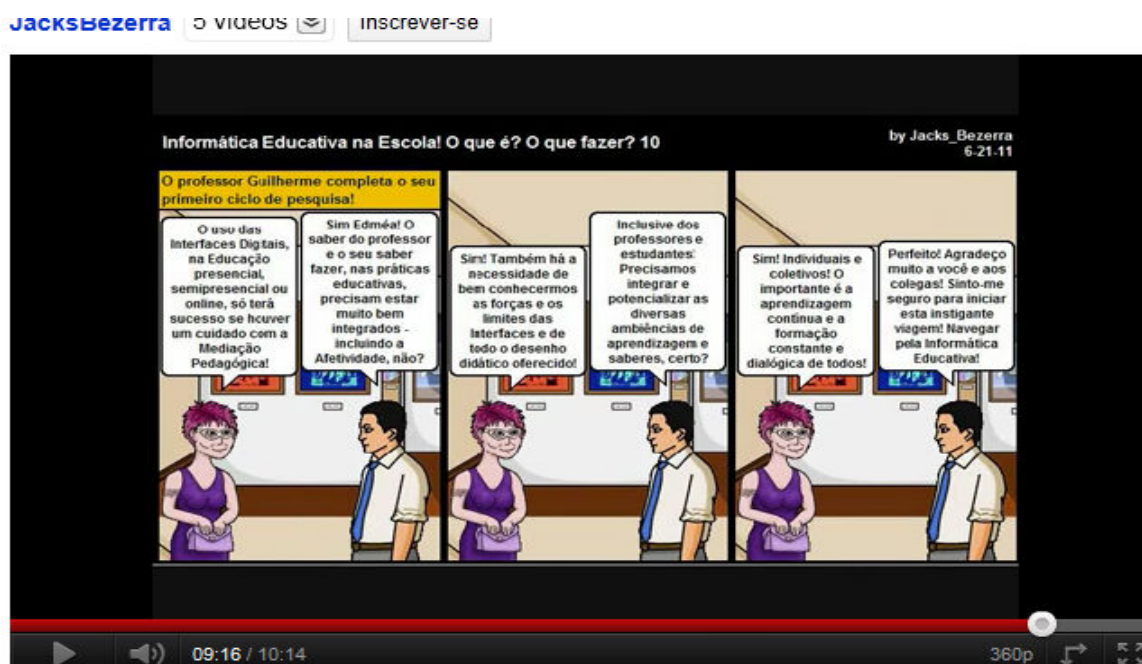 JacksBezerra 5 vídeos Inscrever-se
Informática Educativa na Escola! O que é? O que fazer? 10
by Jacks_Bezerra
6-21-11
O professor Guilherme completa o seu
primeiro ciclo de pesquisa!
O uso das
Interfaces Digitais,
na Educação
presencial,
semipresencial ou
online, só terá
sucesso se houver
um cuidado com a
Mediação
Pedagógica!
Sim Edméa! O
saber do professor
e o seu saber
fazer, nas práticas
educativas,
precisam estar
muito bem
integrados -
incluindo a
Afetividade, não?
Sim! Também há a
necessidade de
bem conhecermos
as forças e os
limites das
Interfaces e de
todo o desenho
didático oferecido!
Inclusive dos
professores e
estudantes!
Precisamos
integrar e
potencializar as
diversas
ambiências de
aprendizagem e
saberes, certo?
Sim! Individuais e
coletivos! O
importante é a
aprendizagem
contínua e a
formação
constante e
dialógica de todos!
Perfeito! Agradeço
muito a você e aos
colegas! Sinto-me
seguro para iniciar
esta instigante
viagem! Navegar
pela Informática
Educativa!
09:16 / 10:14
360p